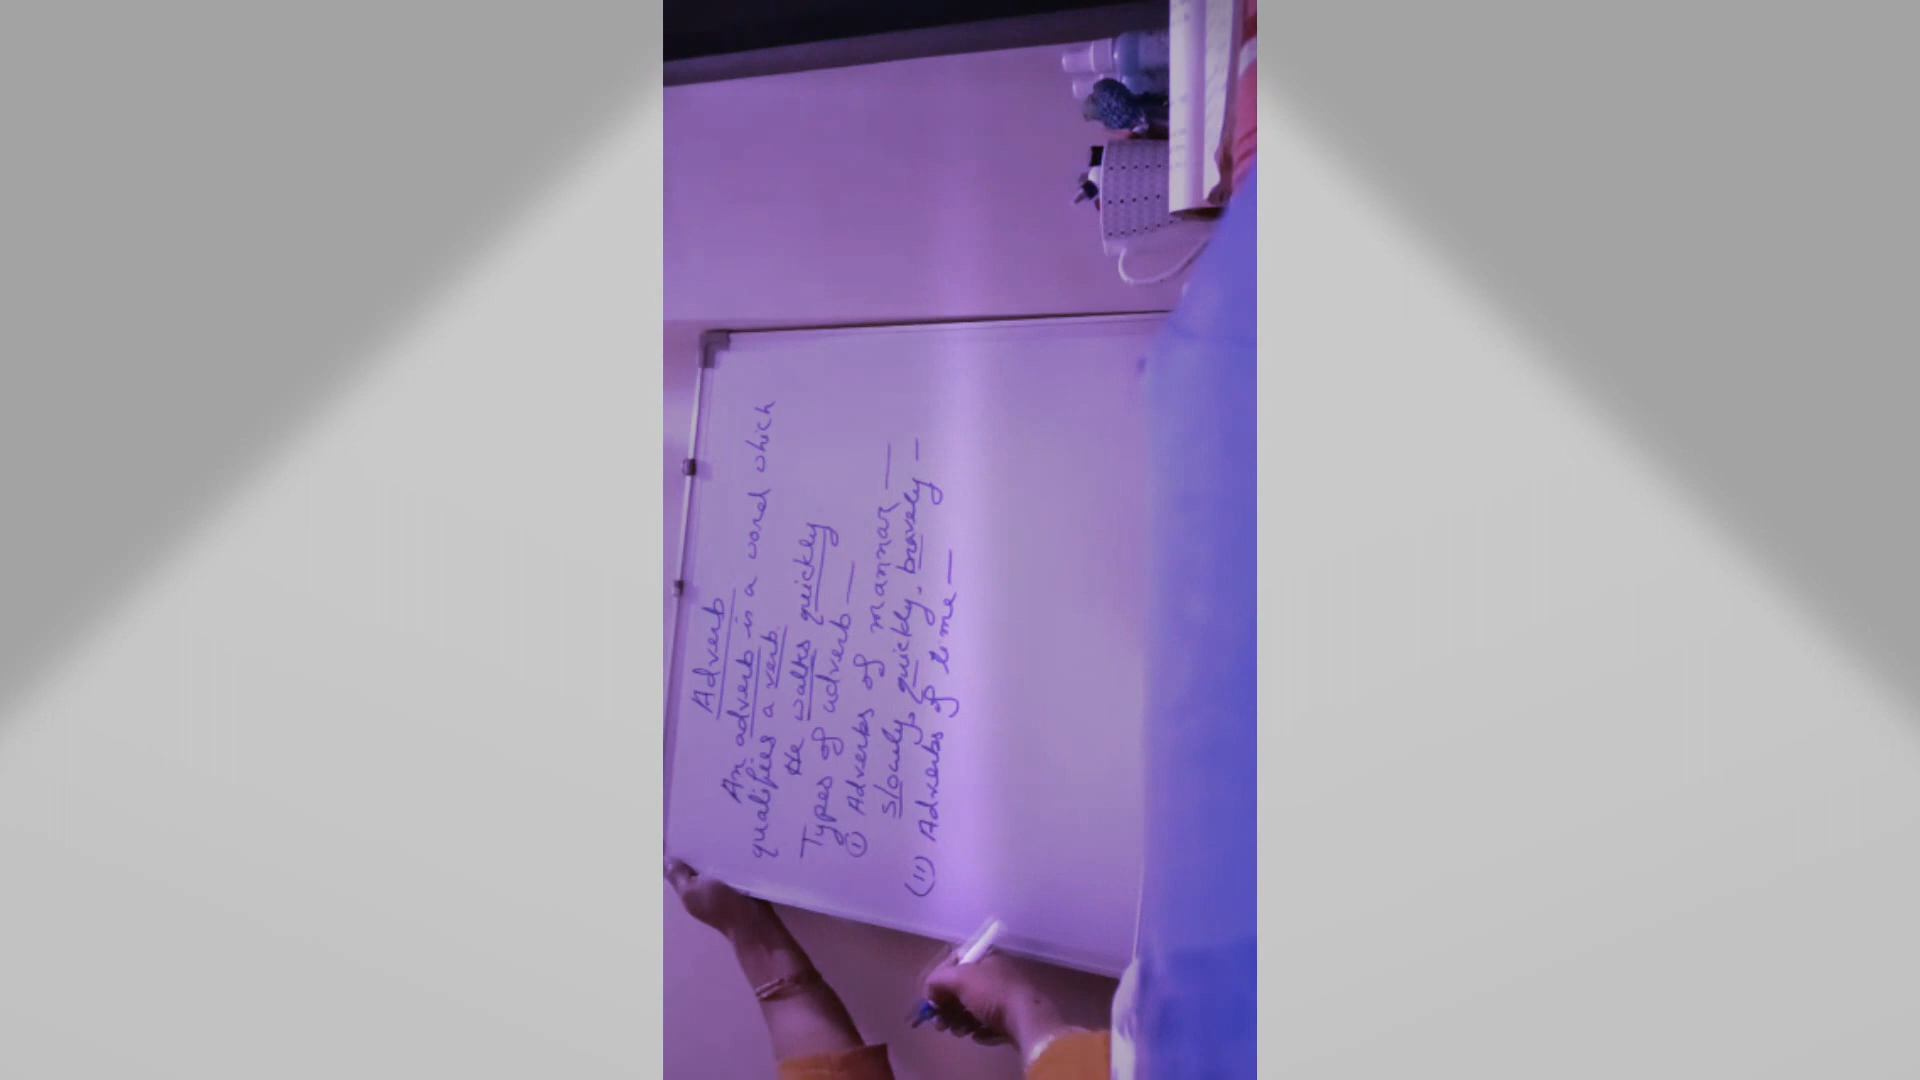 Adverb
An adverb is a word which
qualifies a verb.
He walks quickly
Types of adverb —
(i) Adverbs of mannar —
slowly, quickly, bravely —
(ii) Adverbs of time —